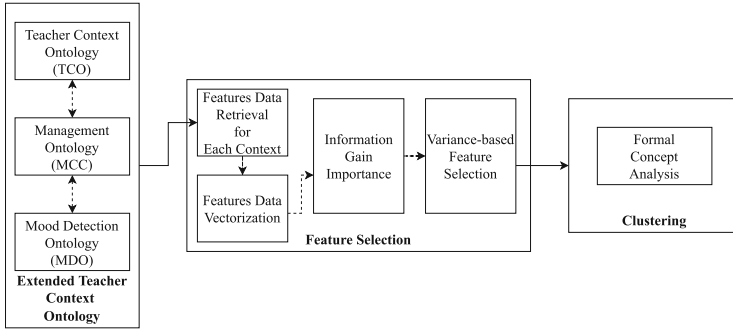 Teacher Context
Ontology
(TCO)
Management
Ontology
(MCC)
Mood Detection
Ontology
(MDO)
Extended Teacher
Context
Ontology
Features Data
Retrieval
for
Each Context
Features Data
Vectorization
Information
Gain
Importance
Variance-based
Feature
Selection
Feature Selection
Formal
Concept
Analysis
Clustering